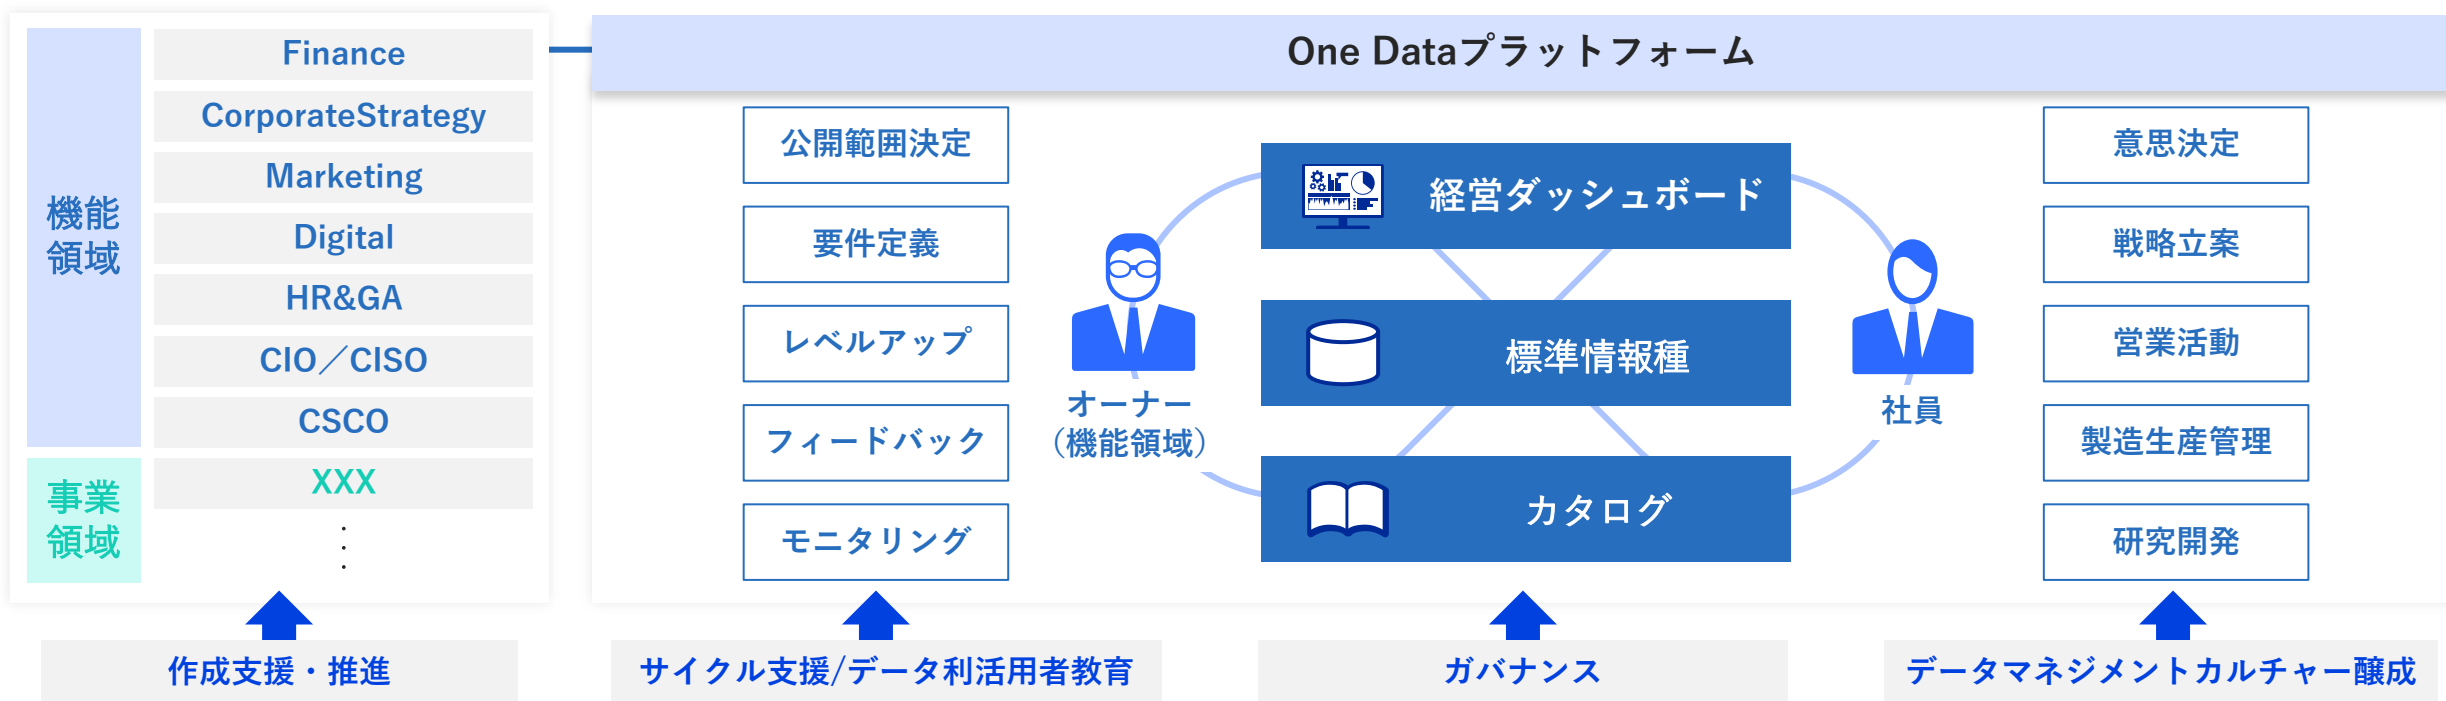 機能
領域
Finance
CorporateStrategy
Marketing
Digital
HR&GA
CIO／CISO
CSCO
事業
領域
XXX
⋮
作成支援・推進
One Dataプラットフォーム
公開範囲決定
要件定義
レベルアップ
フィードバック
モニタリング
オーナー
（機能領域）
経営ダッシュボード
標準情報種
カタログ
社員
意思決定
戦略立案
営業活動
製造生産管理
研究開発
サイクル支援/データ利活用者教育
ガバナンス
データマネジメントカルチャー醸成